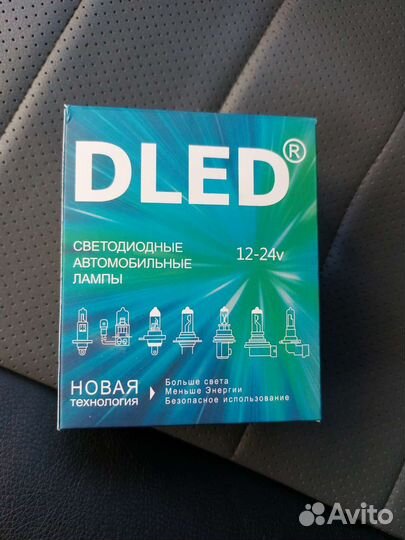 DLED®
СВЕТОДИОДНЫЕ
АВТОМОБИЛЬНЫЕ
ЛАМПЫ
12-24v
НОВАЯ
технология
Больше света
Меньше Энергии
Безопасное использование
Avito